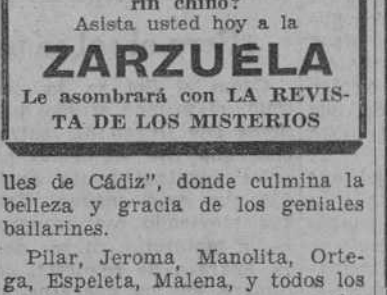 rin chino?
Asista usted hoy a la
ZARZUELA
Le asombrará con LA REVIS-
TA DE LOS MISTERIOS
lles de Cádiz", donde culmina la
belleza y gracia de los geniales
bailarines.
Pilar, Jeroma, Manolita, Orte-
ga, Espeleta, Malena, y todos los